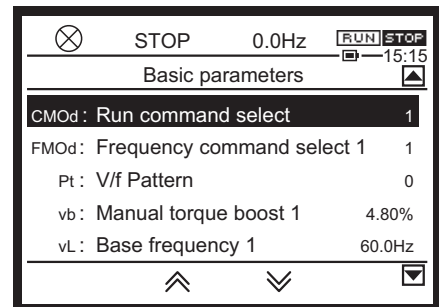 STOP 0.0Hz RUN STOP
15:15
Basic parameters
CMOd : Run command select 1
FMOd : Frequency command select 1 1
Pt : V/f Pattern 0
vb : Manual torque boost 1 4.80%
vL : Base frequency 1 60.0Hz